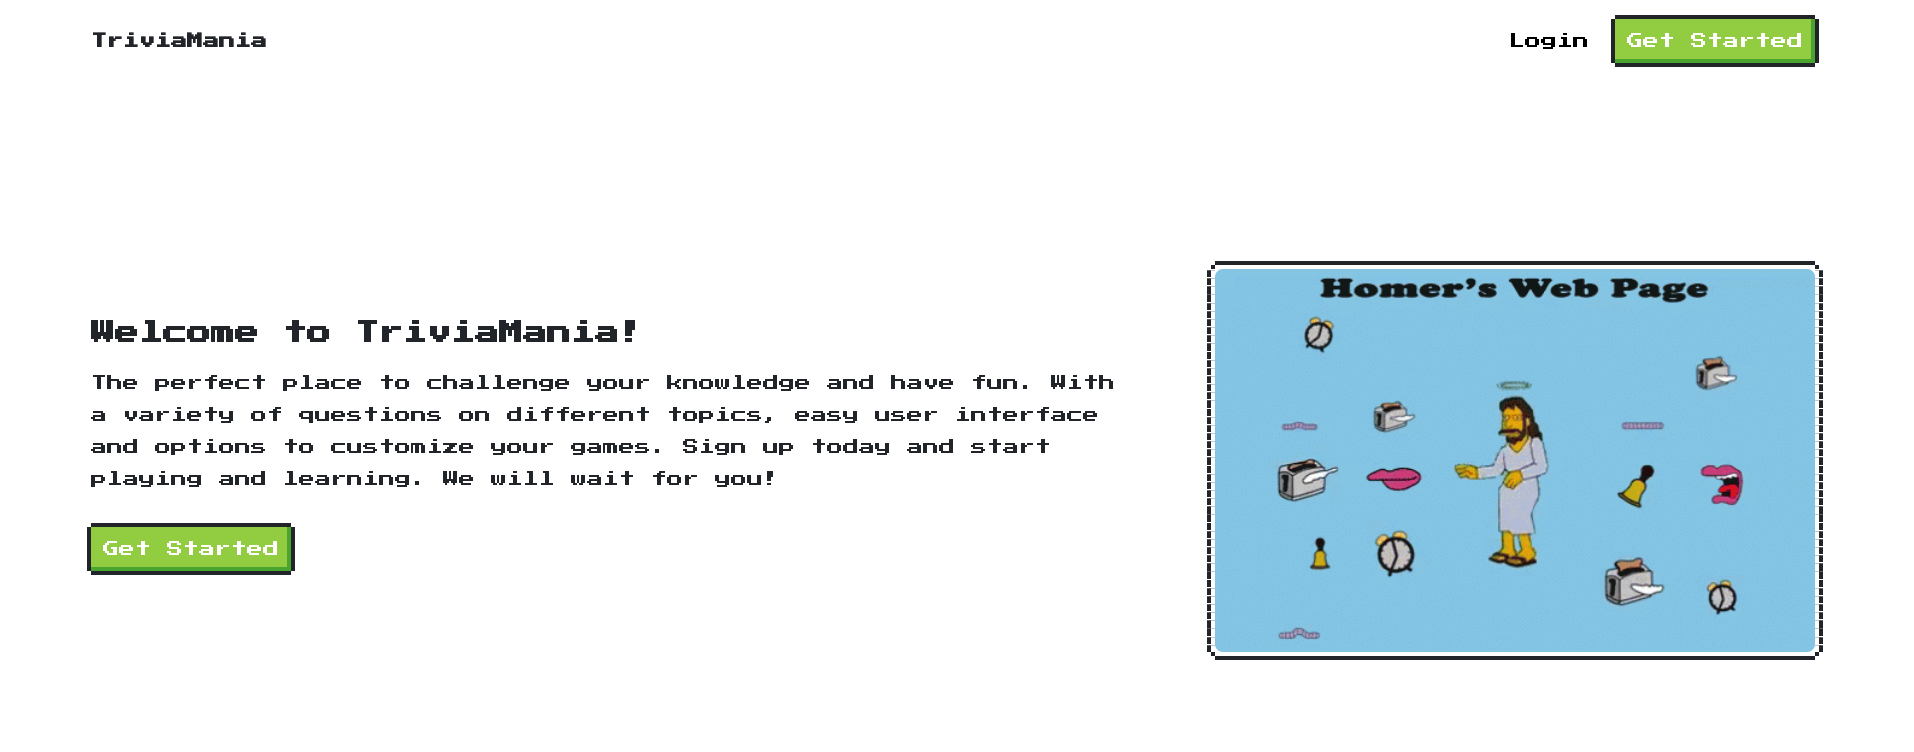 TriviaMania
Login
Get Started
Homer's Web Page
Welcome to TriviaMania!
The perfect place to challenge your knowledge and have fun. With
a variety of questions on different topics, easy user interface
and options to customize your games. Sign up today and start
playing and learning. We will wait for you!
Get Started